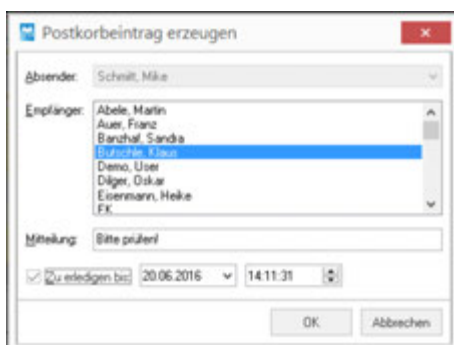 Postkorbeintrag erzeugen
Absender: Schmitt, Mike
Empfänger: Abele, Martin
Auer, Franz
Banzhaf, Sandra
Butschle, Klaus
Demo, User
Dilger, Oskar
Eisenmann, Heike
FK
Mitteilung: Bitte prüfen!
Zu erledigen bis: 20.06.2016 14:11:31
OK Abbrechen